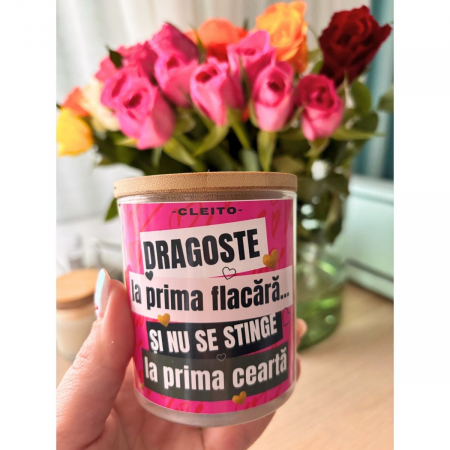 -CLEITO-
DRAGOSTE
la prima flacără...
ȘI NU SE STINGE
la prima ceartă